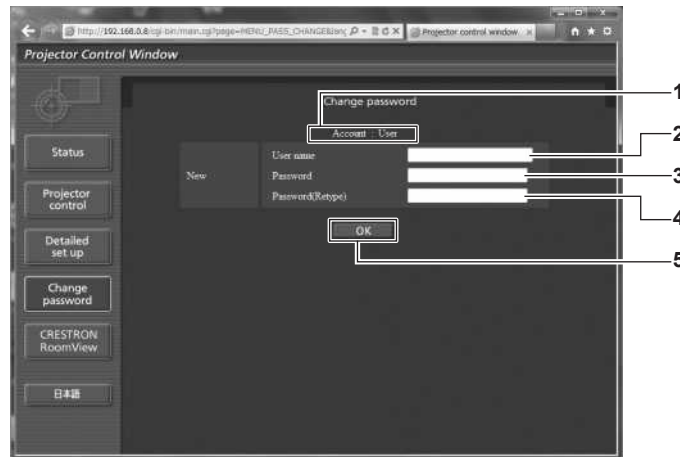 http://192.168.0.8/cgi-bin/main.cgi?page=MENU_PASS_CHANGE&lang
Projector control window
Projector Control Window
Change password
1
Account : User
2
Status
User name
New
Password
3
Password(Retype)
Projector
control
4
OK
Detailed
set up
5
Change
password
CRESTRON
RoomView
日本語